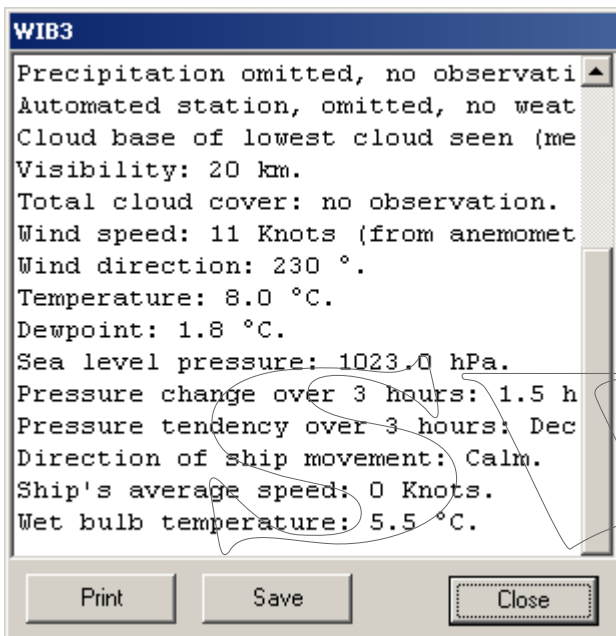 WIB3
Precipitation omitted, no observati
Automated station, omitted, no weat
Cloud base of lowest cloud seen (me
Visibility: 20 km.
Total cloud cover: no observation.
Wind speed: 11 Knots (from anemomet
Wind direction: 230 °.
Temperature: 8.0 °C.
Dewpoint: 1.8 °C.
Sea level pressure: 1023.0 hPa.
Pressure change over 3 hours: 1.5 h
Pressure tendency over 3 hours: Dec
Direction of ship movement: Calm.
Ship's average speed: 0 Knots.
Wet bulb temperature: 5.5 °C.
Print Save Close